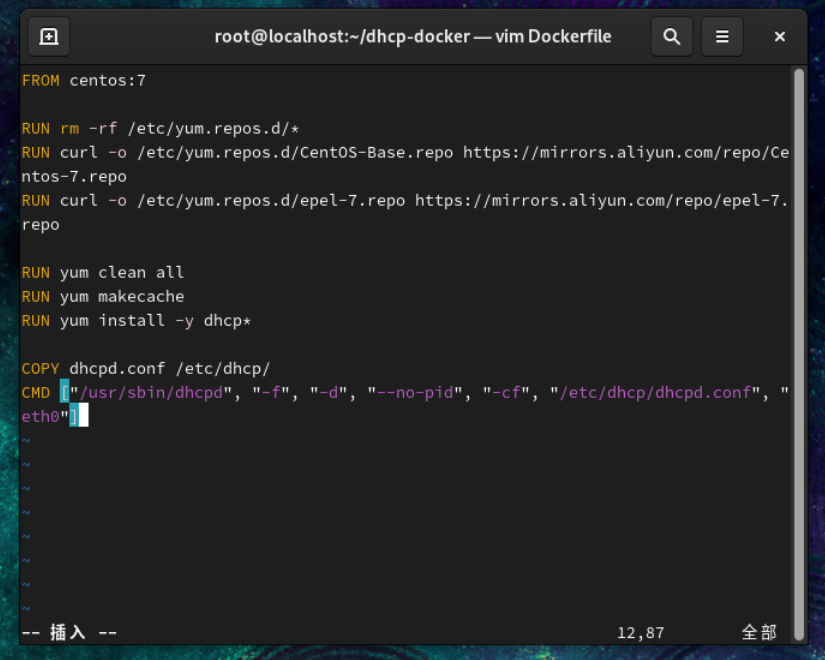 root@localhost:~/dhcp-docker — vim Dockerfile
FROM centos:7
RUN rm -rf /etc/yum.repos.d/*
RUN curl -o /etc/yum.repos.d/CentOS-Base.repo https://mirrors.aliyun.com/repo/Ce
ntos-7.repo
RUN curl -o /etc/yum.repos.d/epel-7.repo https://mirrors.aliyun.com/repo/epel-7.
repo
RUN yum clean all
RUN yum makecache
RUN yum install -y dhcp*
COPY dhcpd.conf /etc/dhcp/
CMD ["/usr/sbin/dhcpd", "-f", "-d", "--no-pid", "-cf", "/etc/dhcp/dhcpd.conf", "
eth0"]
~
~
~
~
~
~
~
~
-- 插入 -- 12,87 全部